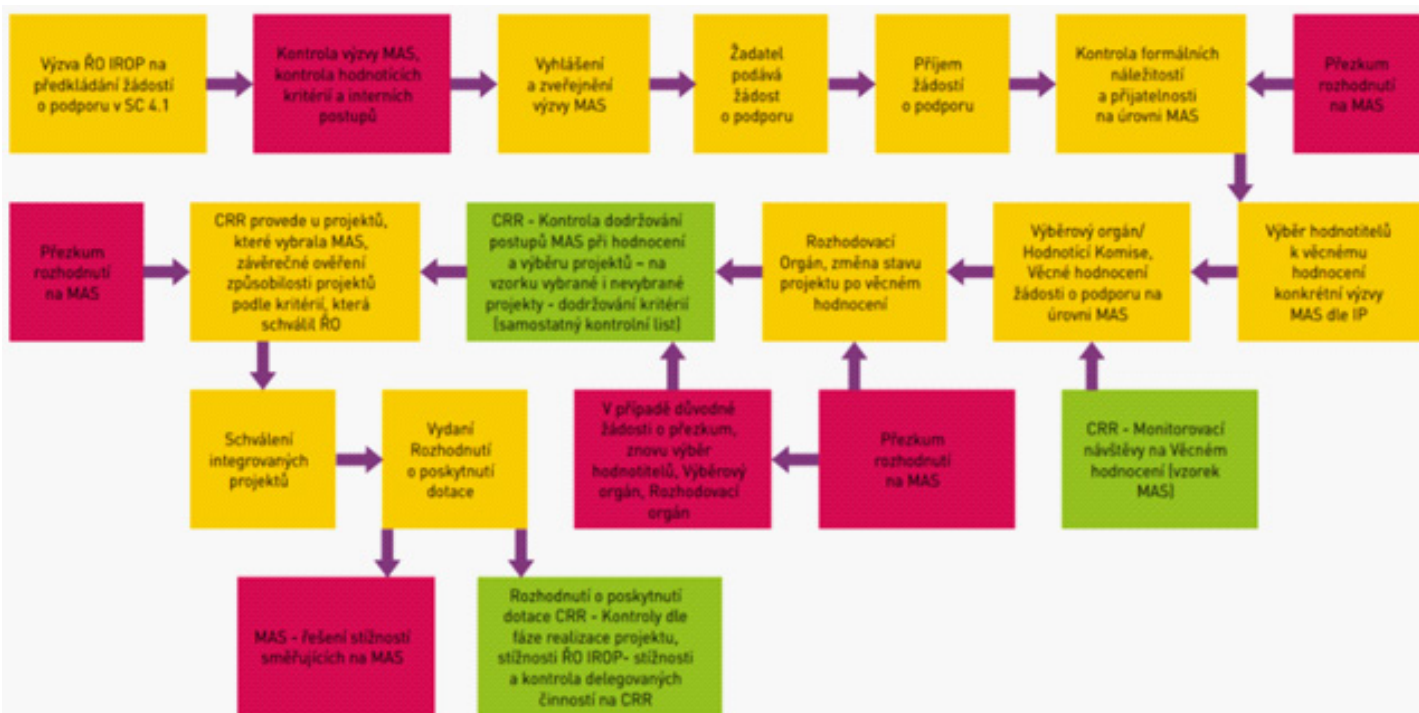 Výzva ŘO IROP na
předkládání žádostí
o podporu v SC 4.1
Kontrola výzvy MAS,
kontrola hodnotících
kritérií a interních
postupů
Vyhlášení
a zveřejnění
výzvy MAS
Žadatel
podává
žádost
o podporu
Příjem
žádostí
o podporu
Kontrola formálních
náležitostí
a přijatelnosti
na úrovni MAS
Přezkum
rozhodnutí
na MAS
Přezkum
rozhodnutí
na MAS
CRR provede u projektů,
které vybrala MAS,
závěrečné ověření
způsobilosti projektů
podle kritérií, která
schválil ŘO
CRR - Kontrola dodržování
postupů MAS při hodnocení
a výběru projektů – na
vzorku vybrané i nevybrané
projekty - dodržování kritérií
(samostatný kontrolní list)
Rozhodovací
Orgán, změna stavu
projektu po věcném
hodnocení
Výběrový orgán/
Hodnotící Komise,
Věcné hodnocení
žádosti o podporu na
úrovni MAS
Výběr hodnotitelů
k věcnému
hodnocení
konkrétní výzvy
MAS dle IP
Schválení
integrovaných
projektů
Vydaní
Rozhodnutí
o poskytnutí
dotace
V případě důvodné
žádosti o přezkum,
znovu výběr
hodnotitelů, Výběrový
orgán, Rozhodovací
orgán
Přezkum
rozhodnutí
na MAS
CRR - Monitorovací
návštěvy na Věcném
hodnocení (vzorek
MAS)
MAS - řešení stížností
směřujících na MAS
Rozhodnutí o poskytnutí
dotace CRR - Kontroly dle
fáze realizace projektu,
stížnosti ŘO IROP- stížnosti
a kontrola delegovaných
činností na CRR